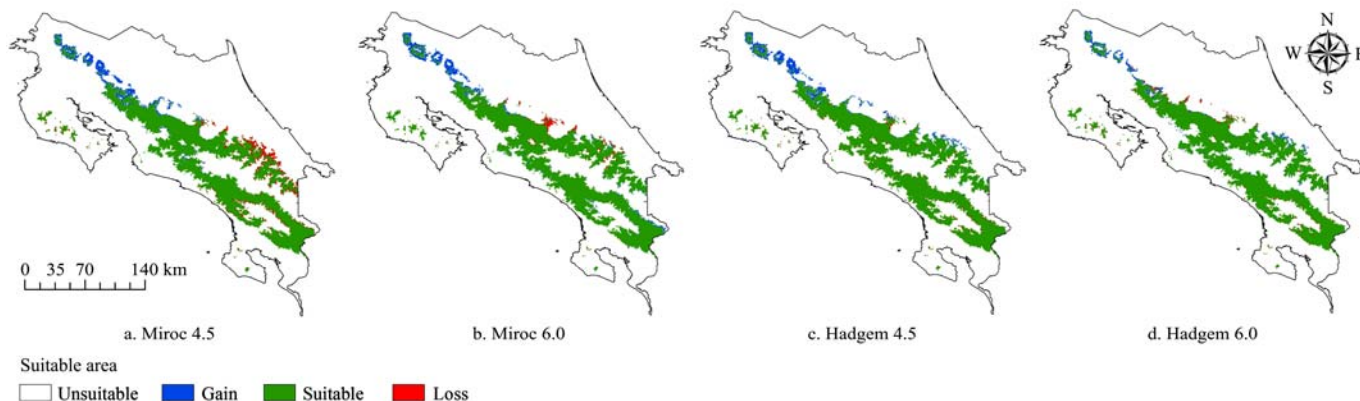 N
W E
S
0 35 70 140 km
a. Miroc 4.5 b. Miroc 6.0 c. Hadgem 4.5 d. Hadgem 6.0
Suitable area
Unsuitable Gain Suitable Loss